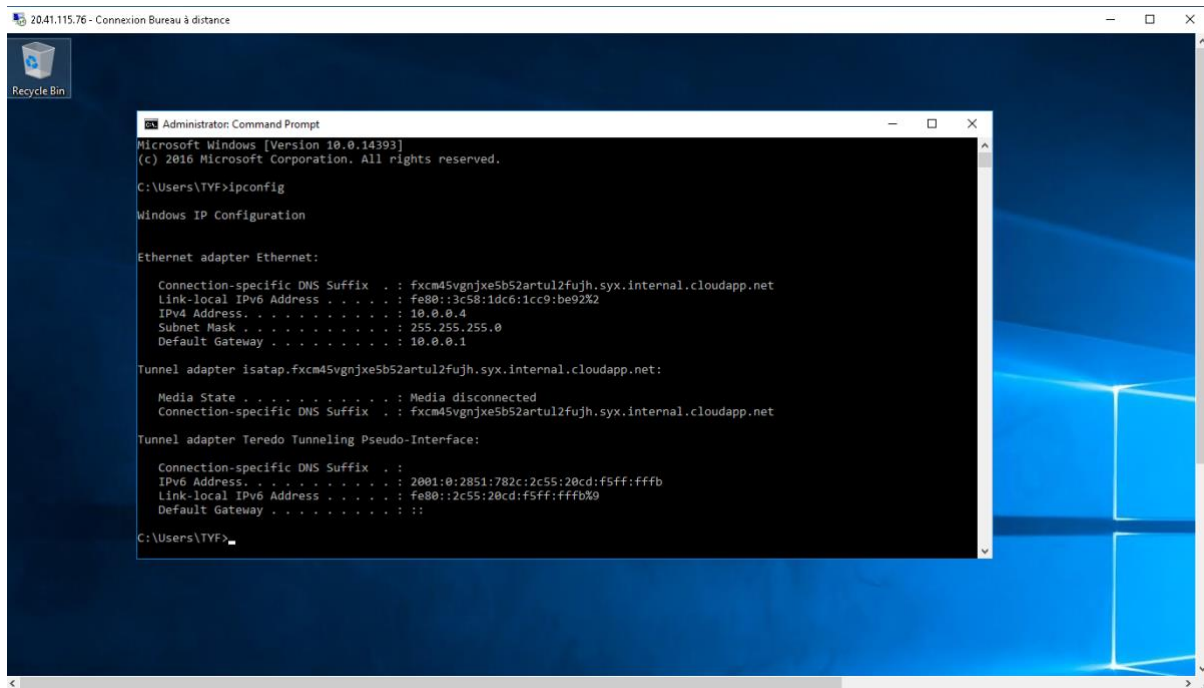 20.41.115.76 - Connexion Bureau à distance
Recycle Bin
Administrator: Command Prompt
Microsoft Windows [Version 10.0.14393]
(c) 2016 Microsoft Corporation. All rights reserved.
C:\Users\TYF>ipconfig
Windows IP Configuration
Ethernet adapter Ethernet:
Connection-specific DNS Suffix . : fxcm45vgnjxe5b52artul2fujh.syx.internal.cloudapp.net
Link-local IPv6 Address . . . . . : fe80::3c58:1dc6:1cc9:be92%2
IPv4 Address. . . . . . . . . . . : 10.0.0.4
Subnet Mask . . . . . . . . . . . : 255.255.255.0
Default Gateway . . . . . . . . . : 10.0.0.1
Tunnel adapter isatap.fxcm45vgnjxe5b52artul2fujh.syx.internal.cloudapp.net:
Media State . . . . . . . . . . . : Media disconnected
Connection-specific DNS Suffix . : fxcm45vgnjxe5b52artul2fujh.syx.internal.cloudapp.net
Tunnel adapter Teredo Tunneling Pseudo-Interface:
Connection-specific DNS Suffix . :
IPv6 Address. . . . . . . . . . . : 2001:0:2851:782c:2c55:20cd:f5ff:fffb
Link-local IPv6 Address . . . . . : fe80::2c55:20cd:f5ff:fffb%9
Default Gateway . . . . . . . . . : ::
C:\Users\TYF>